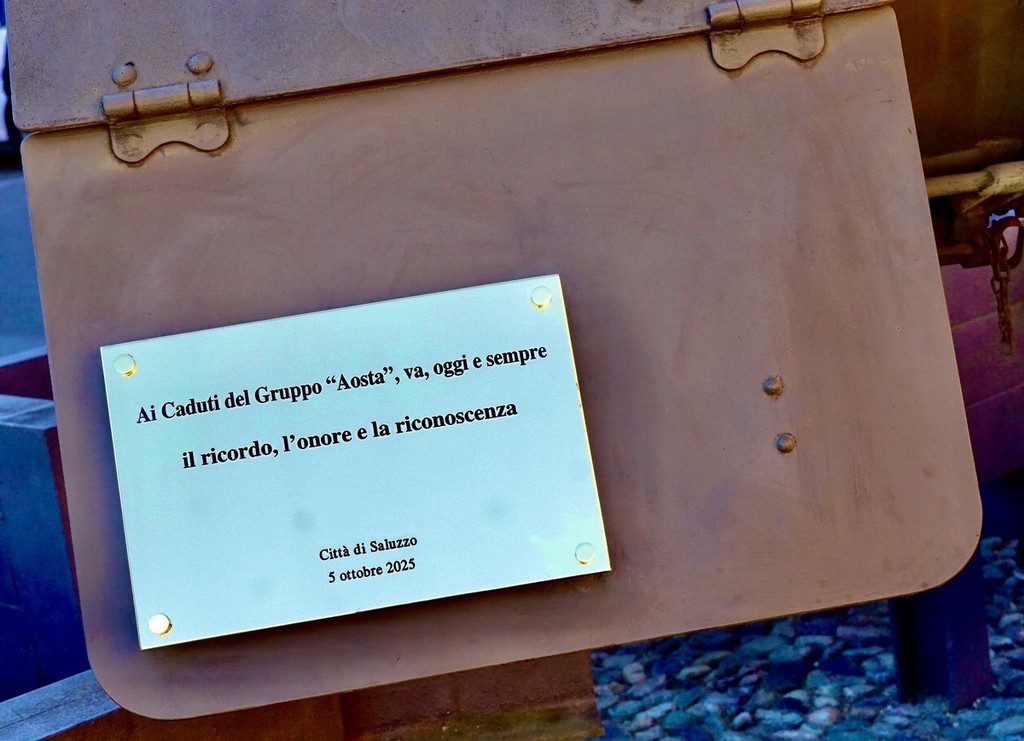 Ai Caduti del Gruppo “Aosta”, va, oggi e sempre
il ricordo, l’onore e la riconoscenza
Città di Saluzzo
5 ottobre 2025